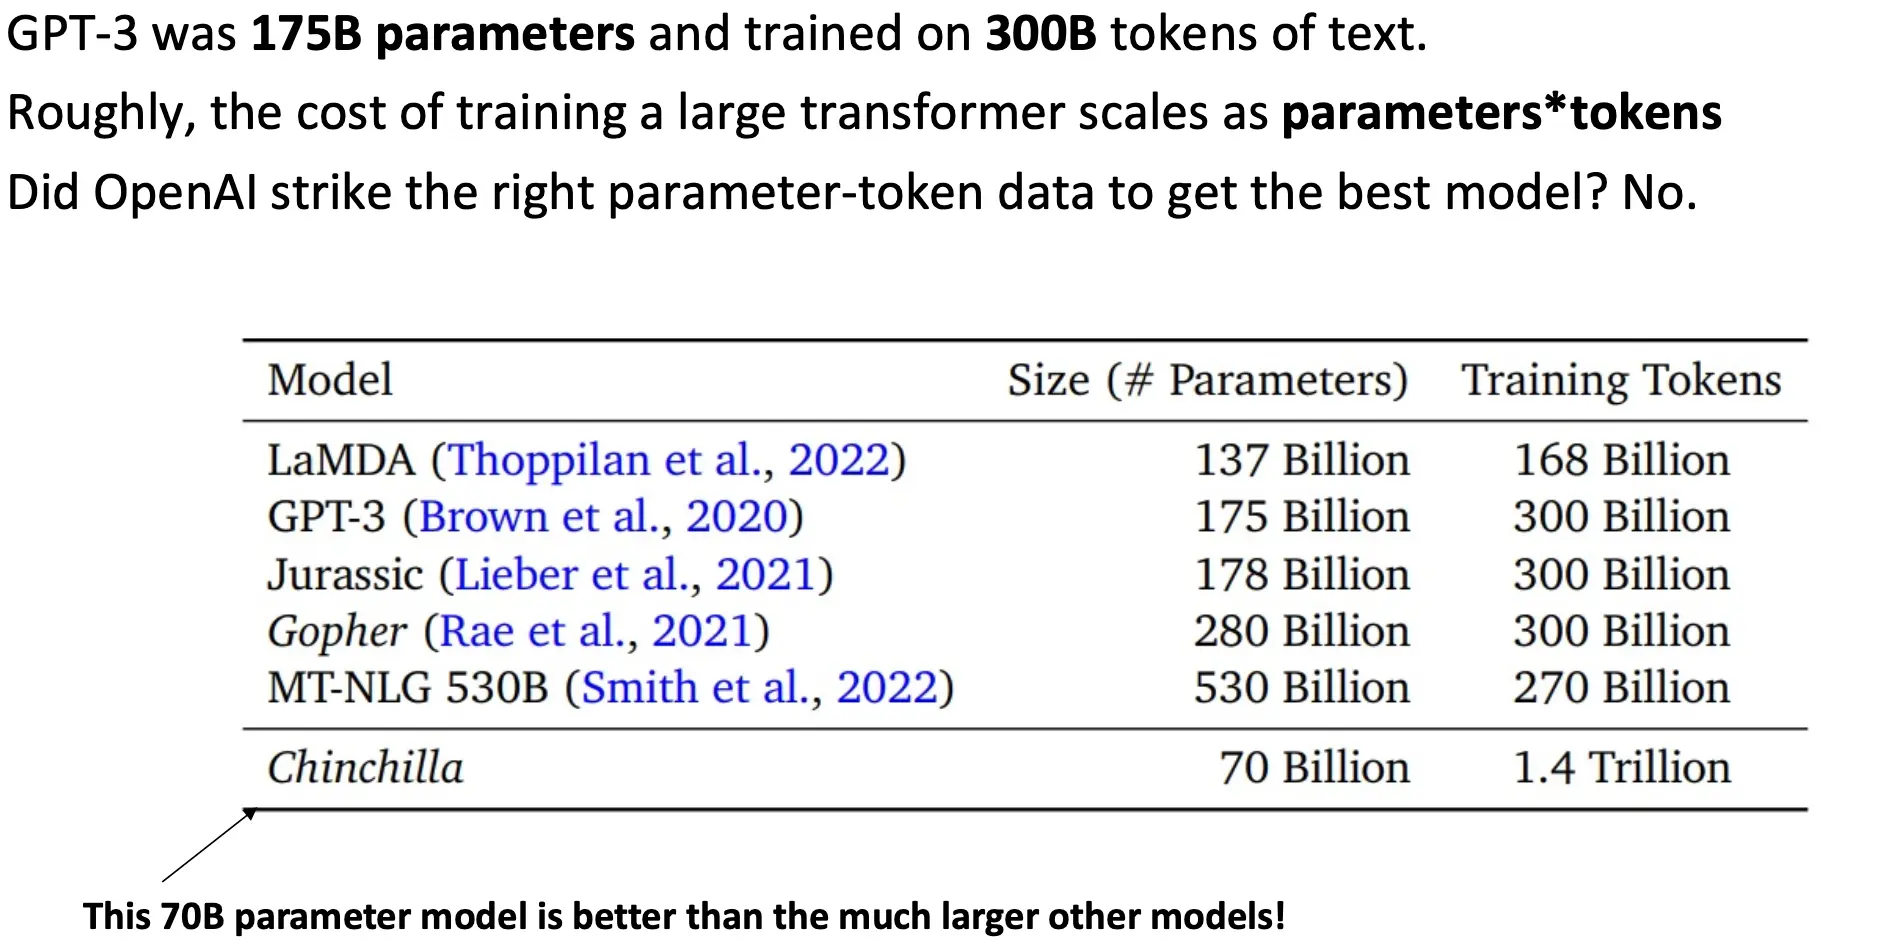 GPT-3 was 175B parameters and trained on 300B tokens of text.
Roughly, the cost of training a large transformer scales as parameters*tokens
Did OpenAI strike the right parameter-token data to get the best model? No.
Model Size (# Parameters) Training Tokens
LaMDA (Thoppilan et al., 2022) 137 Billion 168 Billion
GPT-3 (Brown et al., 2020) 175 Billion 300 Billion
Jurassic (Lieber et al., 2021) 178 Billion 300 Billion
Gopher (Rae et al., 2021) 280 Billion 300 Billion
MT-NLG 530B (Smith et al., 2022) 530 Billion 270 Billion
Chinchilla 70 Billion 1.4 Trillion
This 70B parameter model is better than the much larger other models!